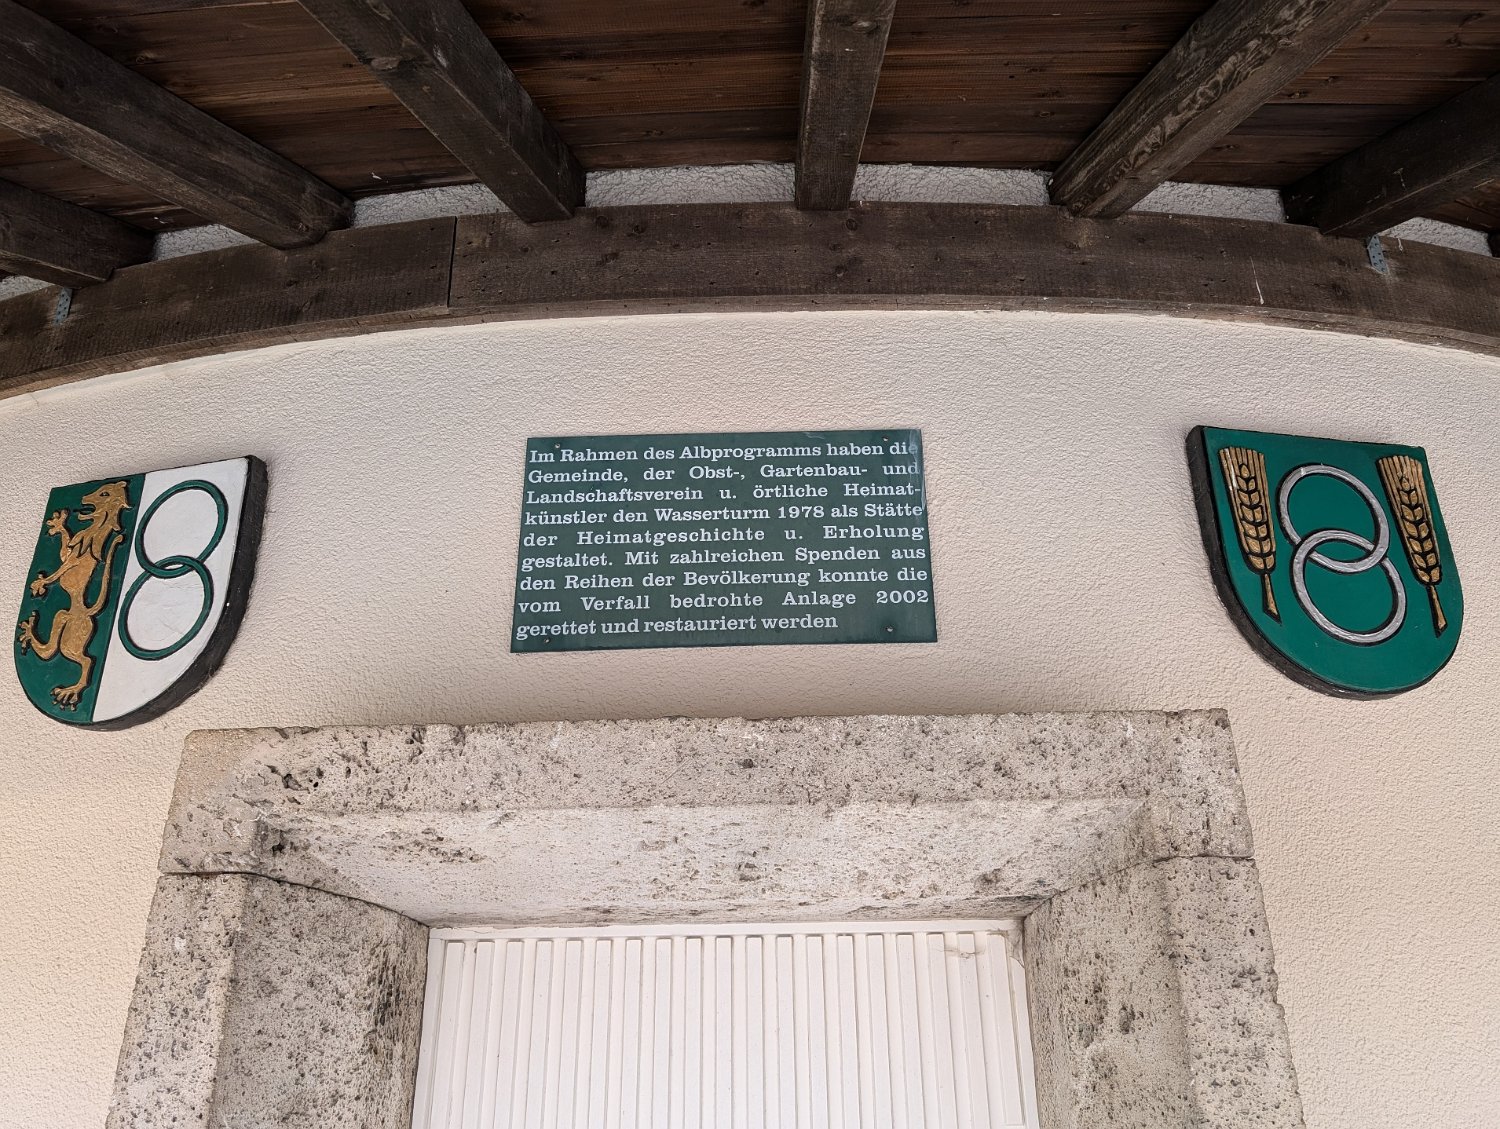 Im Rahmen des Albprogramms haben die
Gemeinde, der Obst-, Gartenbau- und
Landschaftsverein u. örtliche Heimat-
künstler den Wasserturm 1978 als Stätte
der Heimatgeschichte u. Erholung
gestaltet. Mit zahlreichen Spenden aus
den Reihen der Bevölkerung konnte die
vom Verfall bedrohte Anlage 2002
gerettet und restauriert werden